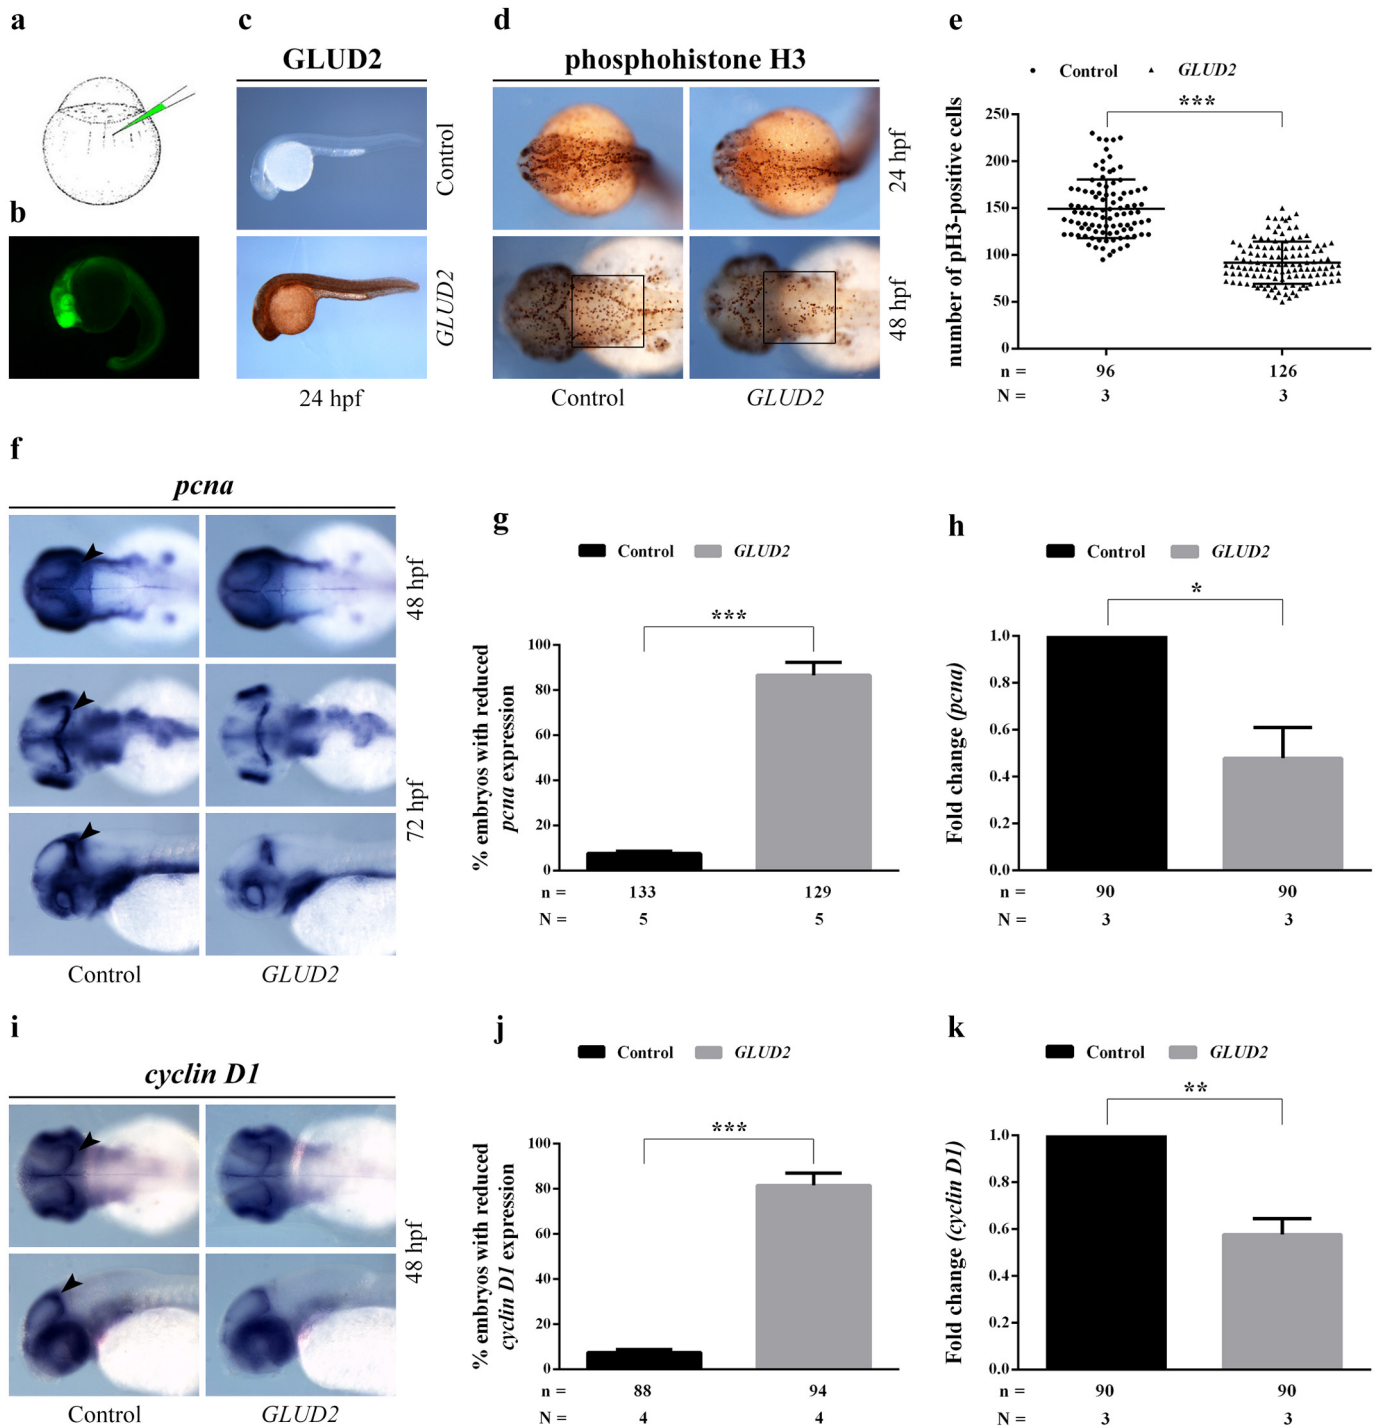 a
b
c
GLUD2
Control
GLUD2
24 hpf
d
phosphohistone H3
24 hpf
48 hpf
Control
GLUD2
e
Control
GLUD2
***
number of pH3-positive cells
250
200
150
100
50
0
n = 96 126
N = 3 3
f
pcna
48 hpf
72 hpf
Control
GLUD2
g
Control
GLUD2
***
% embryos with reduced
pcna expression
100
80
60
40
20
0
n = 133 129
N = 5 5
h
Control
GLUD2
*
Fold change (pcna)
1.0
0.8
0.6
0.4
0.2
0.0
n = 90 90
N = 3 3
i
cyclin D1
48 hpf
Control
GLUD2
j
Control
GLUD2
***
% embryos with reduced
cyclin D1 expression
100
80
60
40
20
0
n = 88 94
N = 4 4
k
Control
GLUD2
**
Fold change (cyclin D1)
1.0
0.8
0.6
0.4
0.2
0.0
n = 90 90
N = 3 3